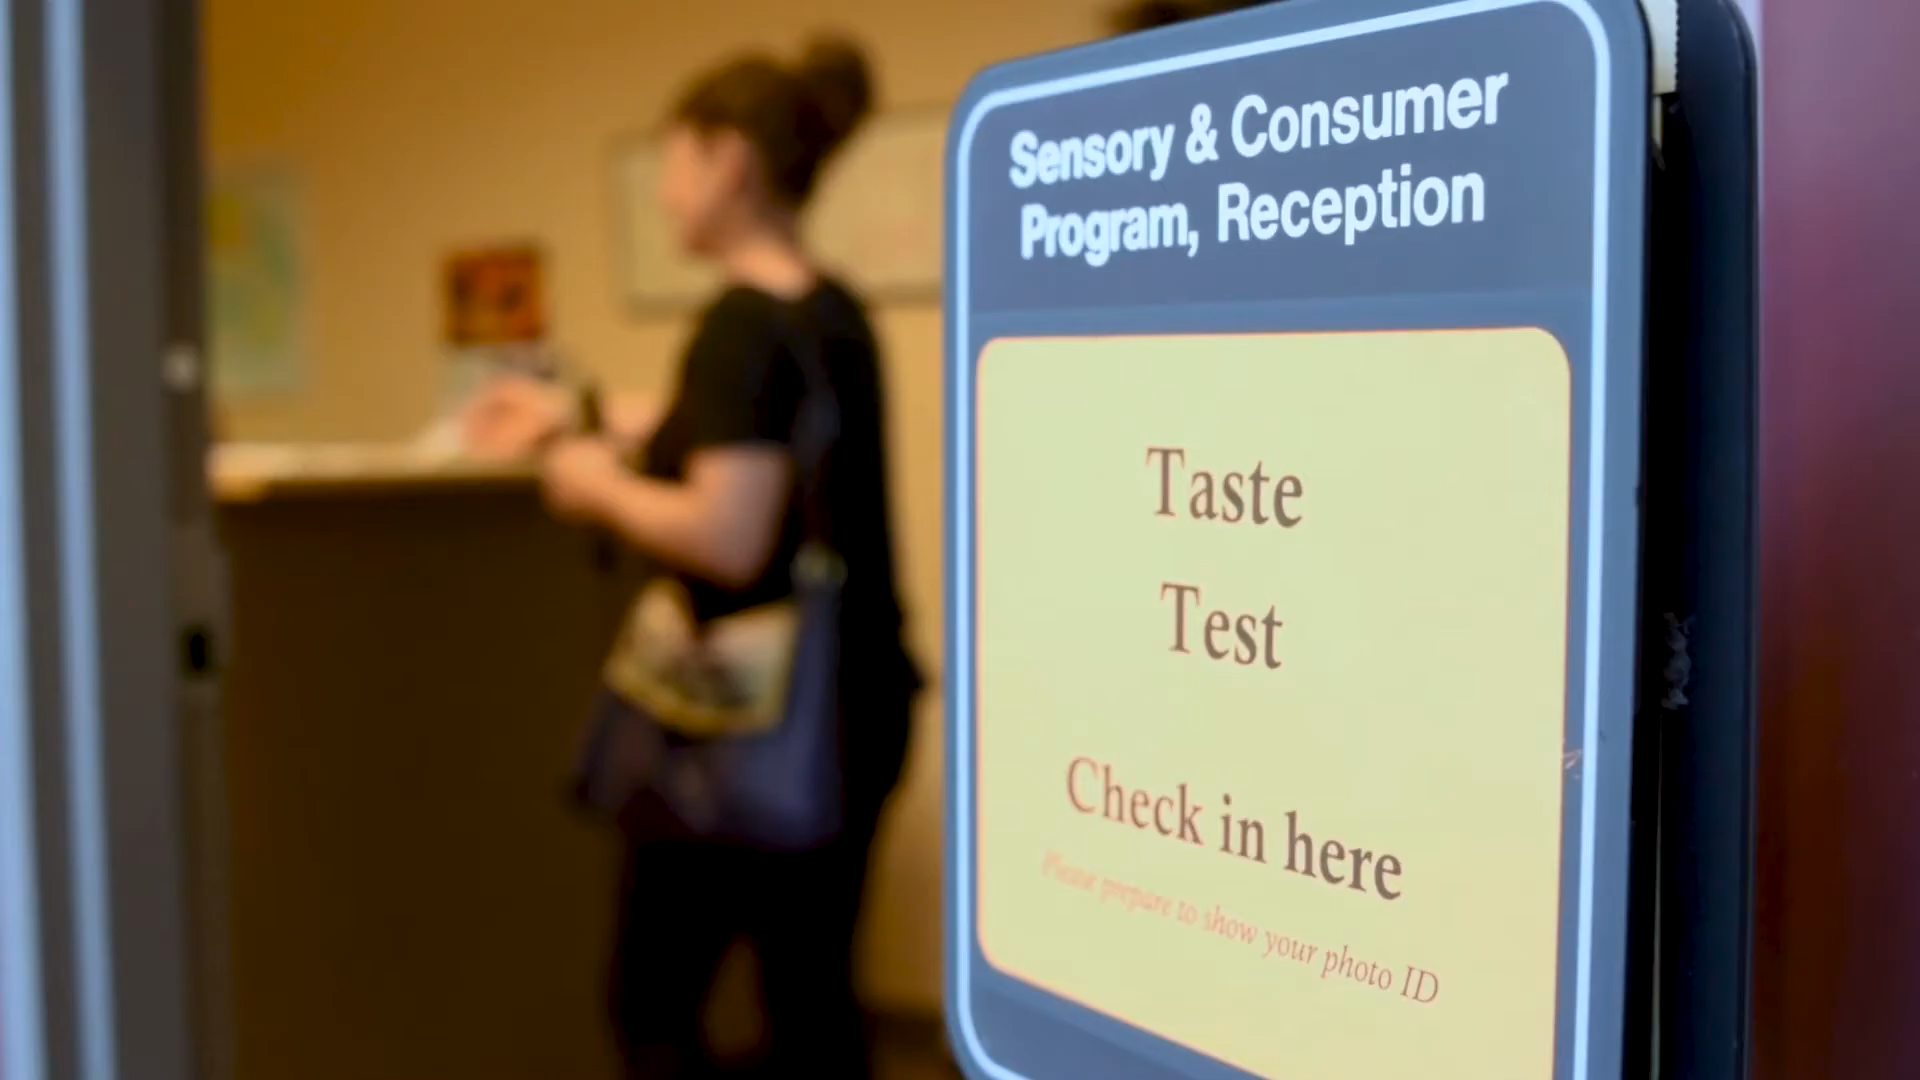 Sensory & Consumer
Program, Reception
Taste
Test
Check in here
Please prepare to show your photo ID